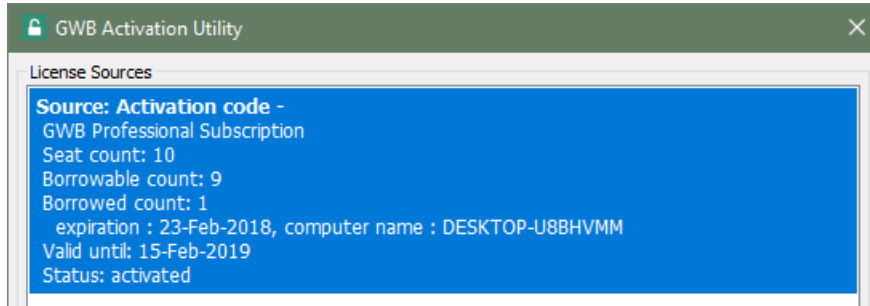 GWB Activation Utility
License Sources
Source: Activation code -
GWB Professional Subscription
Seat count: 10
Borrowable count: 9
Borrowed count: 1
expiration : 23-Feb-2018, computer name : DESKTOP-U8BHVMM
Valid until: 15-Feb-2019
Status: activated